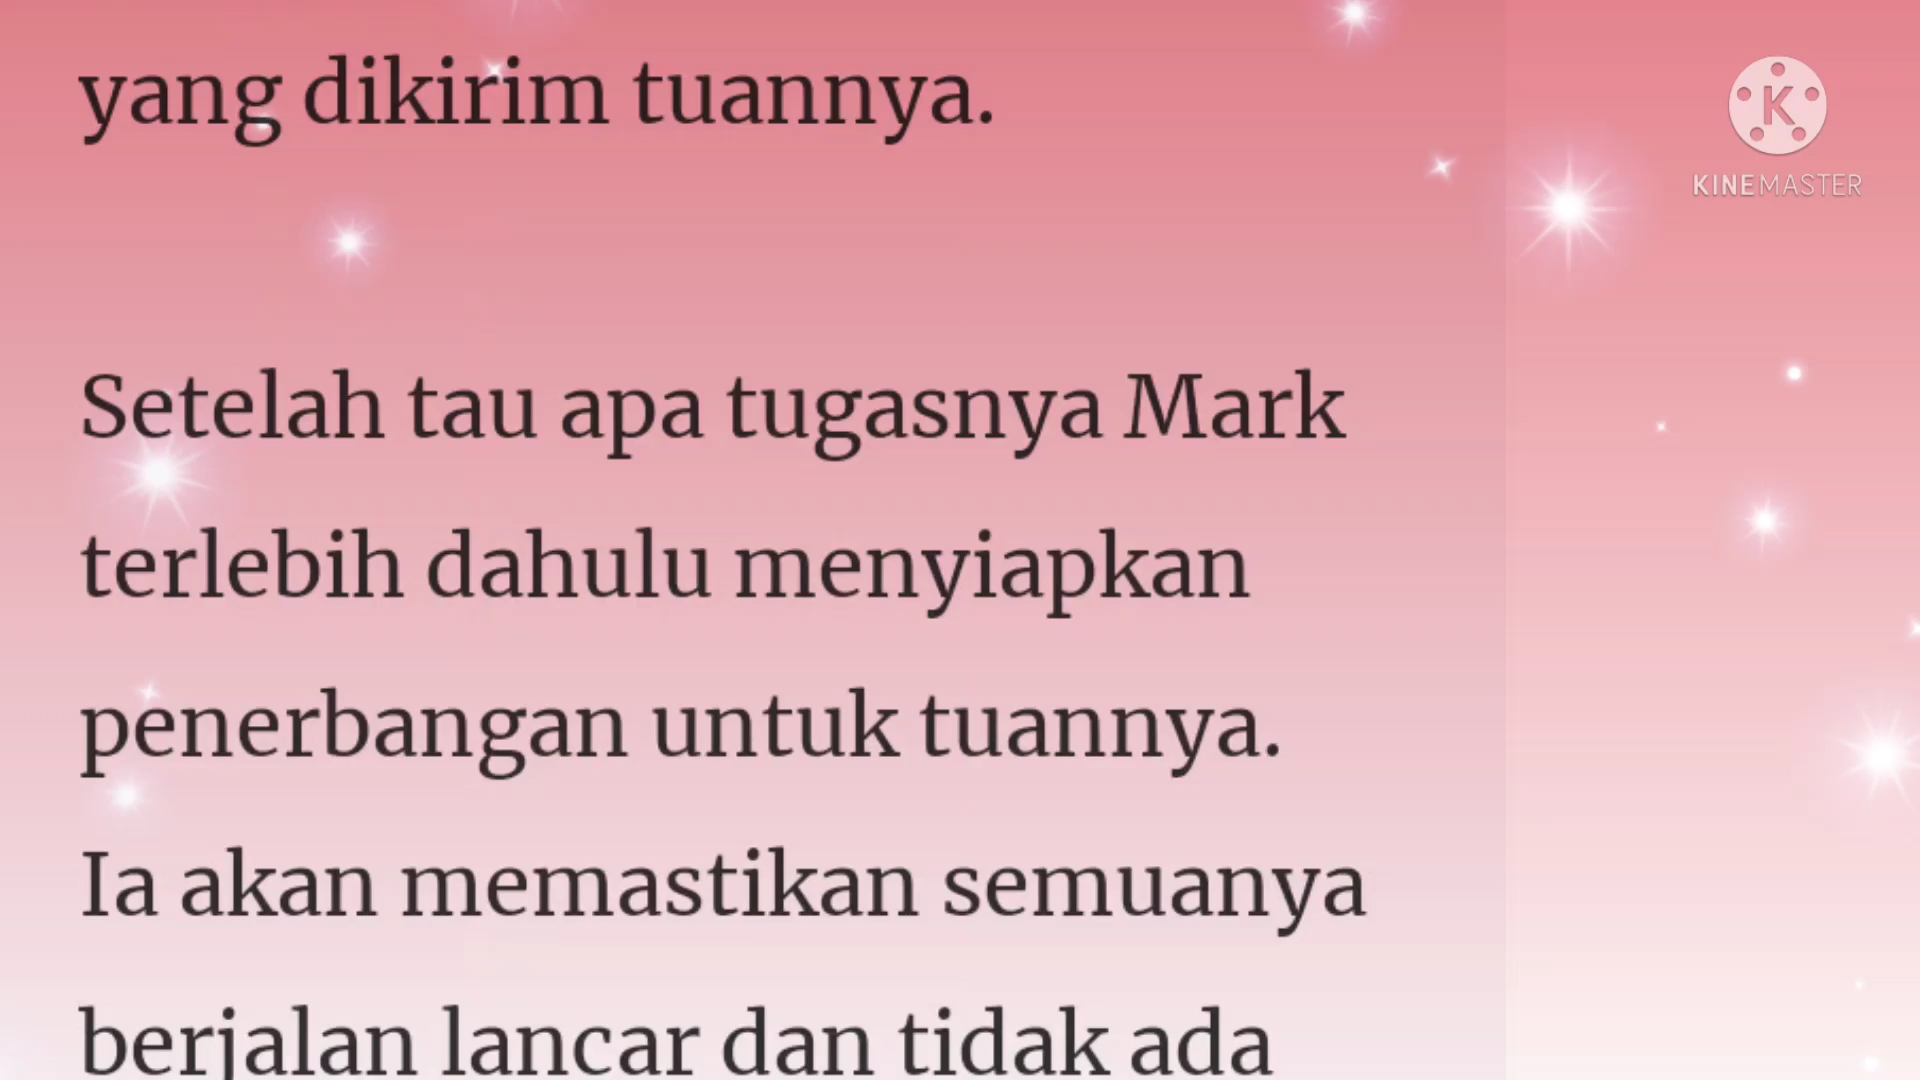 yang dikirim tuannya.
KINEMASTER
Setelah tau apa tugasnya Mark
terlebih dahulu menyiapkan
penerbangan untuk tuannya.
Ia akan memastikan semuanya
berjalan lancar dan tidak ada